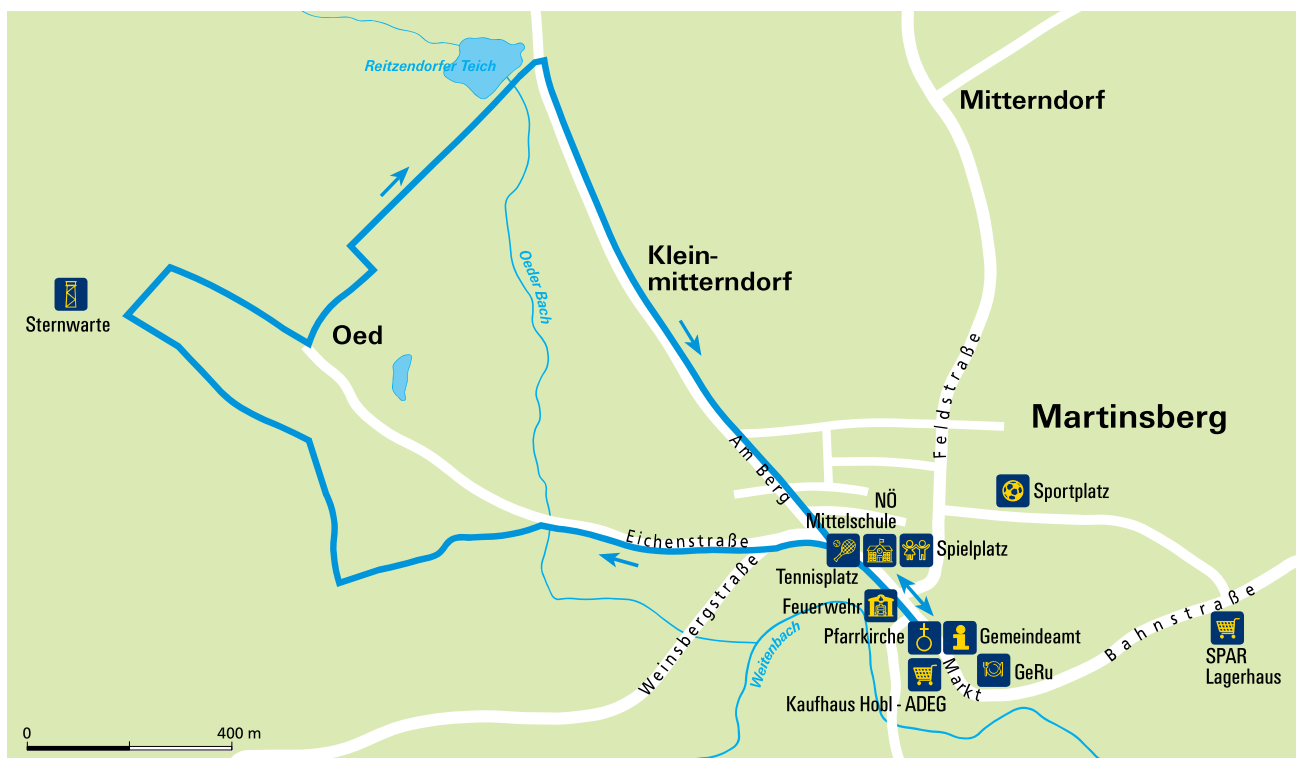 Reitzendorfer Teich
Mitterndorf
Klein-
mitterndorf
Oeder Bach
Sternwarte
Oed
Feldstraße
Martinsberg
Am Berg
Sportplatz
NÖ
Mittelschule
Eichenstraße
Spielplatz
Tennisplatz
Feuerwehr
Weinsbergstraße
Weitenbach
Pfarrkirche
Gemeindeamt
Bahnstraße
SPAR
Lagerhaus
GeRu
Markt
Kaufhaus Hobl - ADEG
0 400 m